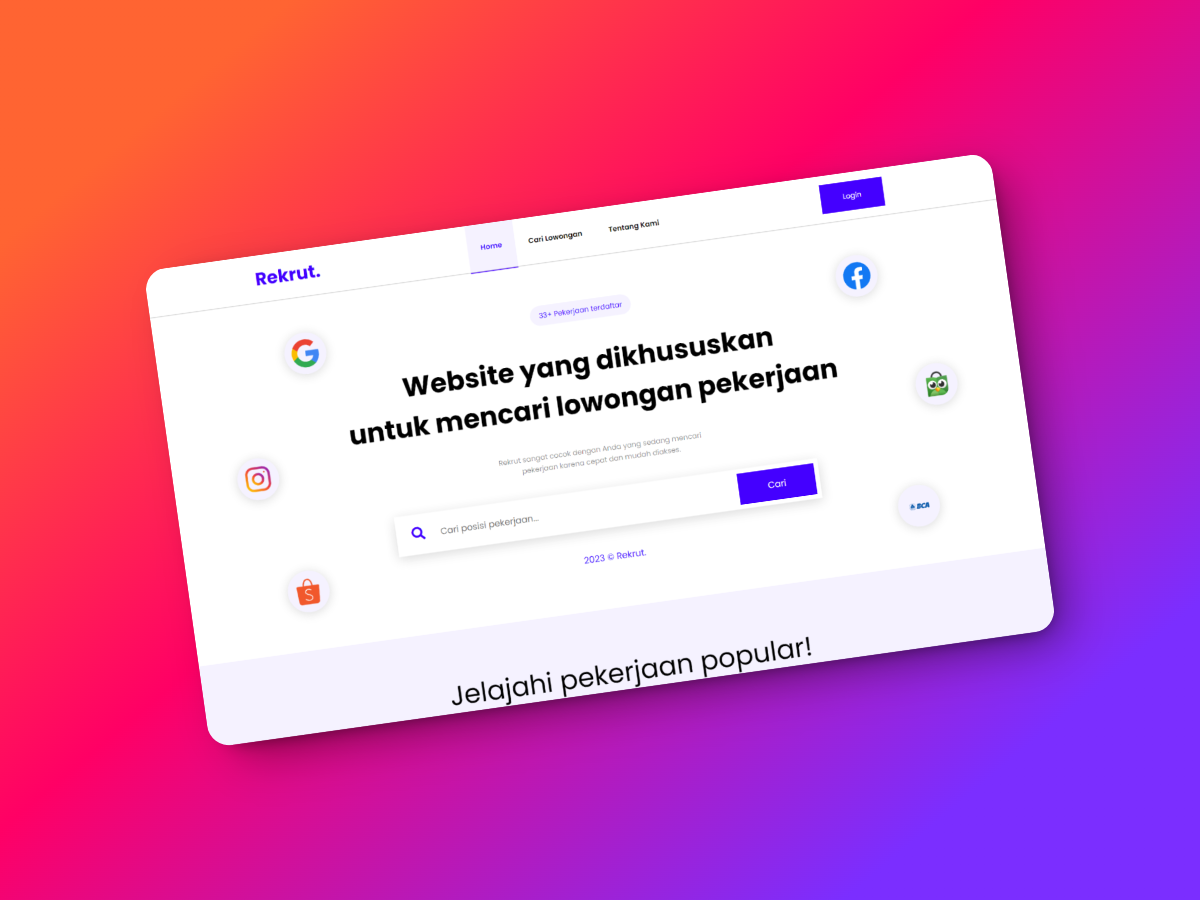 Rekrut.
Home
Cari Lowongan
Tentang Kami
Login
33+ Pekerjaan terdaftar
Website yang dikhususkan
untuk mencari lowongan pekerjaan
Rekrut sangat cocok dengan Anda yang sedang mencari
pekerjaan karena cepat dan mudah diakses.
Cari posisi pekerjaan...
Cari
BCA
2023 © Rekrut.
Jelajahi pekerjaan popular!